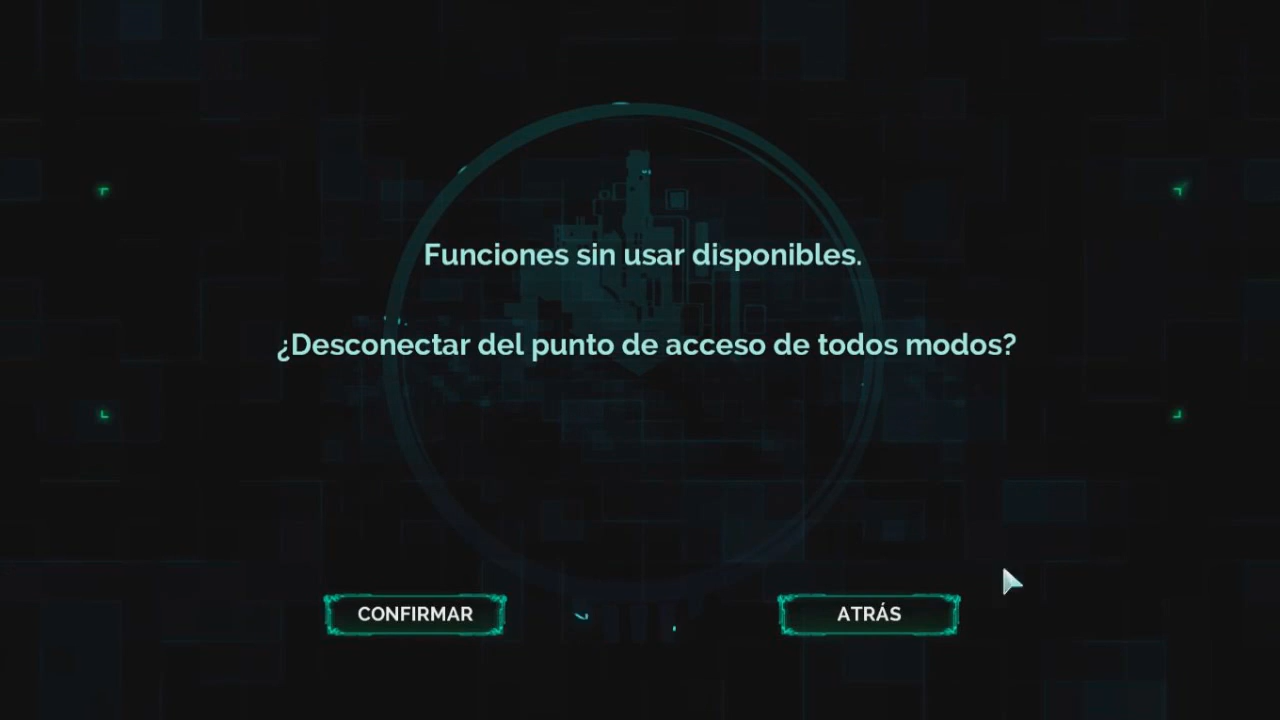 Funciones sin usar disponibles.
¿Desconectar del punto de acceso de todos modos?
CONFIRMAR
ATRÁS